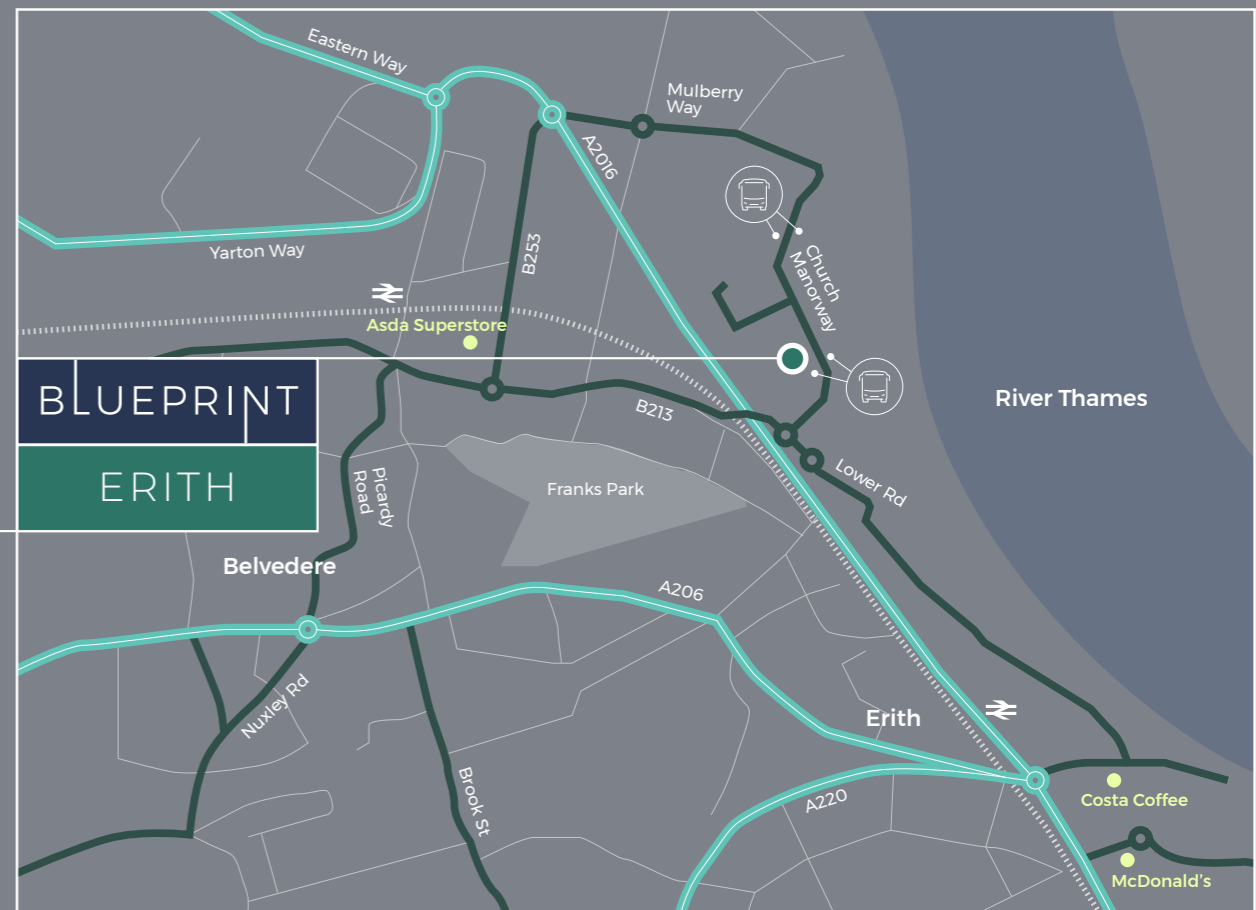 Eastern Way
Mulberry
Way
A2016
Yarton Way
B253
Church
Manorway
Asda Superstore
BLUEPRINT
ERITH
B213
River Thames
Picardy
Road
Franks Park
Lower Rd
Belvedere
A206
Nuxley Rd
Erith
Brook St
A220
Costa Coffee
McDonald's